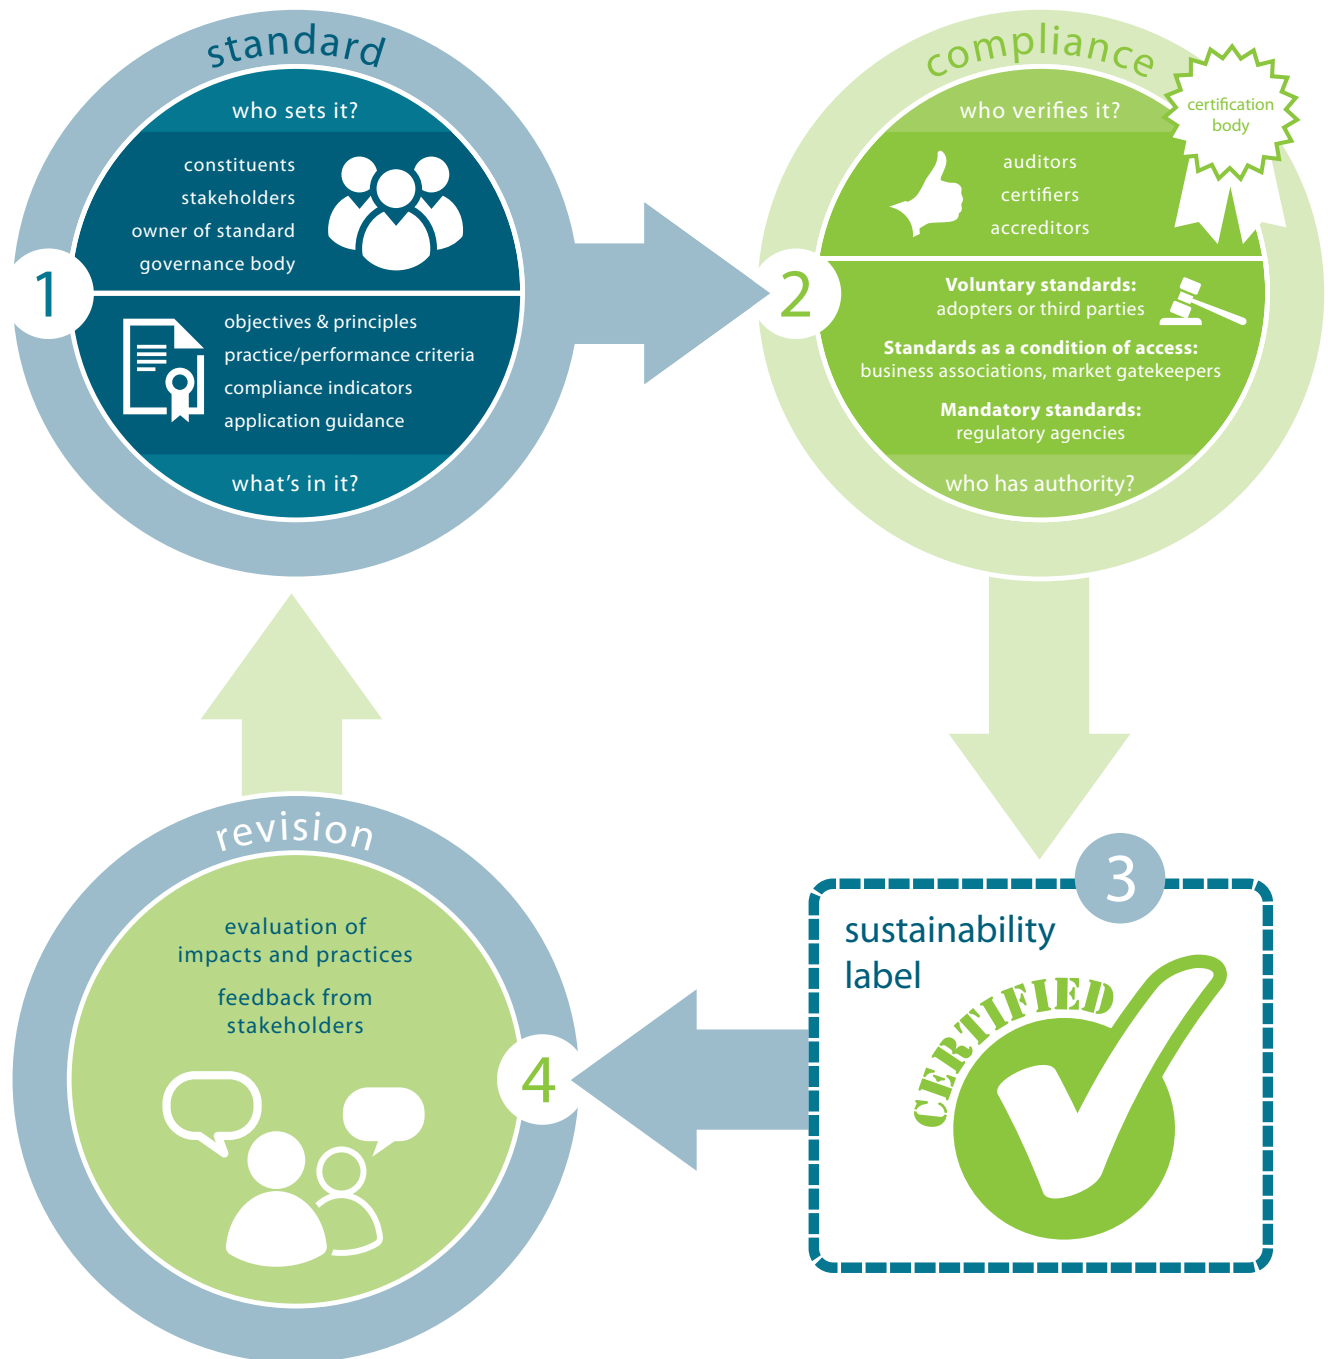 standard
who sets it?
constituents
stakeholders
owner of standard
governance body
1
objectives & principles
practice/performance criteria
compliance indicators
application guidance
what's in it?
compliance
certification
body
who verifies it?
auditors
certifiers
accreditors
2
Voluntary standards:
adopters or third parties
Standards as a condition of access:
business associations, market gatekeepers
Mandatory standards:
regulatory agencies
who has authority?
3
sustainability
label
CERTIFIED
revision
evaluation of
impacts and practices
feedback from
stakeholders
4